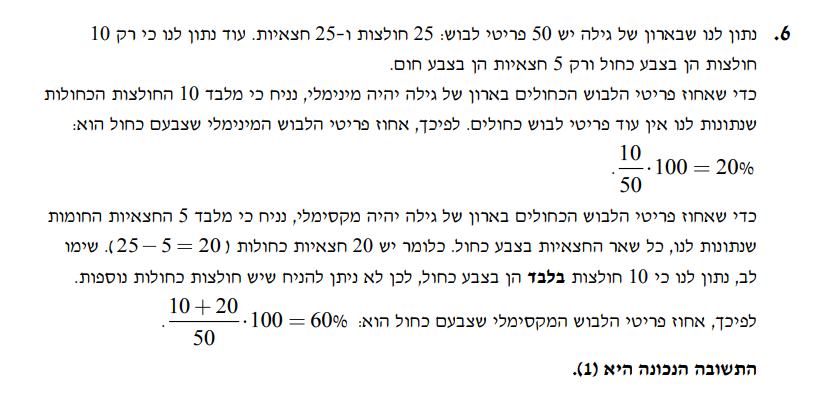 6. נתון לנו שבארון של גילה יש 50 פריטי לבוש: 25 חולצות ו-25 חצאיות. עוד נתון לנו כי רק 10
חולצות הן בצבע כחול ורק 5 חצאיות הן בצבע חום.
כדי שאחוז פריטי הלבוש הכחולים בארון של גילה יהיה מינימלי, נניח כי מלבד 10 החולצות הכחולות
שנתונות לנו אין עוד פריטי לבוש כחולים. לפיכך, אחוז פריטי הלבוש המינימלי שצבעם כחול הוא:
10/50 · 100 = 20% .
כדי שאחוז פריטי הלבוש הכחולים בארון של גילה יהיה מקסימלי, נניח כי מלבד 5 החצאיות החומות
שנתונות לנו, כל שאר החצאיות בצבע כחול. כלומר יש 20 חצאיות כחולות (25 – 5 = 20). שימו
לב, נתון לנו כי 10 חולצות בלבד הן בצבע כחול, לכן לא ניתן להניח שיש חולצות כחולות נוספות.
לפיכך, אחוז פריטי הלבוש המקסימלי שצבעם כחול הוא: (10 + 20)/50 · 100 = 60% .
התשובה הנכונה היא (1).